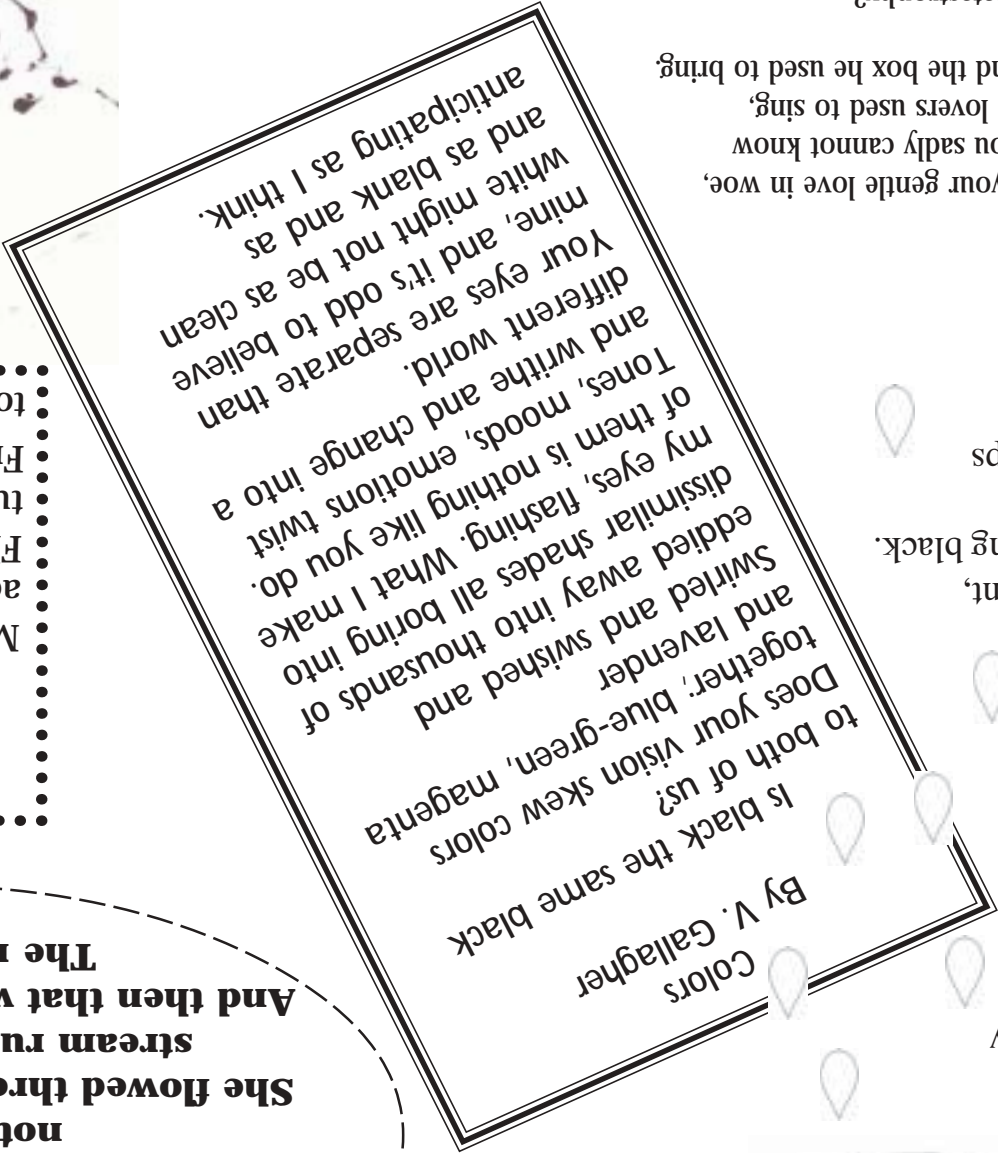 Colors
By V. Gallagher
Is black the same black
to both of us?
Does your vision skew colors
together; blue-green, magenta
and lavender
Swirled and swished and
eddied away into thousands of
dissimilar shades all boring into
my eyes, flashing. What I make
of them is nothing like you do.
Tones, moods, emotions twist
and writhe and change into a
different world.
Your eyes are separate than
mine, and it's odd to believe
white might not be as clean
and as blank and as
anticipating as I think.
nt,
ng black.
ps
your gentle love in woe,
ou sadly cannot know
lovers used to sing,
nd the box he used to bring.
not
She flowed thro
stream ru
And then that w
The
M
ac
F
tu
Fr
to